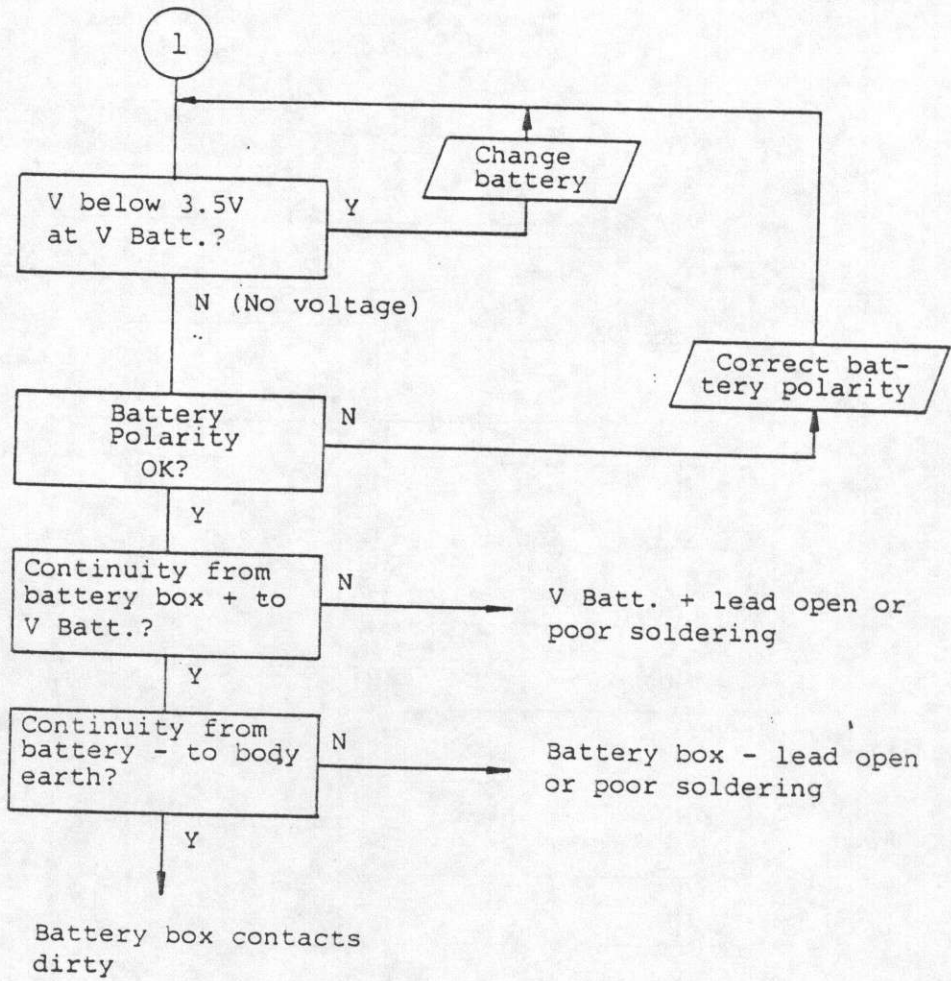 1
Change
battery
V below 3.5V
at V Batt.?
Y
N (No voltage)
Correct bat-
tery polarity
Battery
Polarity
OK?
N
Y
Continuity from
battery box + to
V Batt.?
N
V Batt. + lead open or
poor soldering
Y
Continuity from
battery - to body
earth?
N
Battery box - lead open
or poor soldering
Y
Battery box contacts
dirty